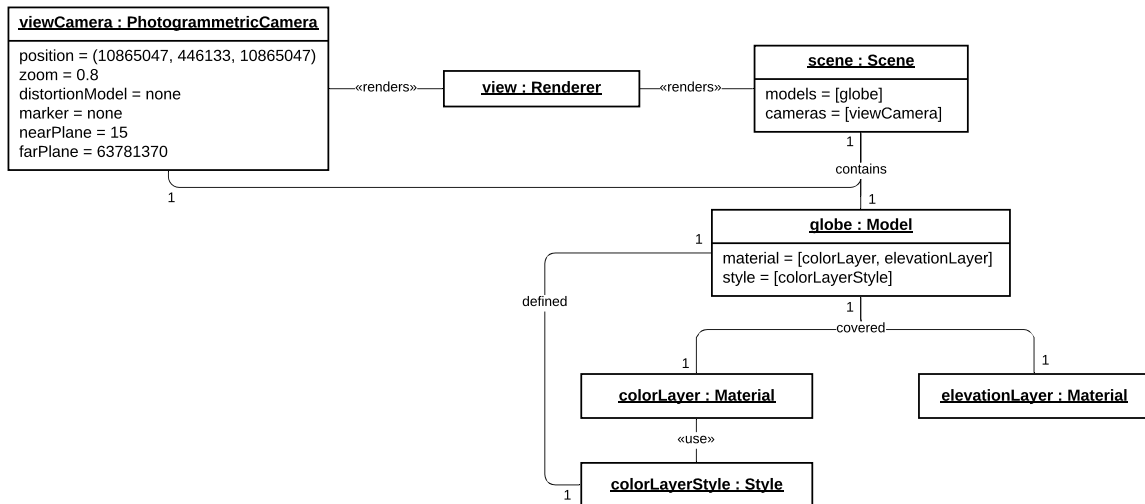 viewCamera : PhotogrammetricCamera
position = (10865047, 446133, 10865047)
zoom = 0.8
distortionModel = none
marker = none
nearPlane = 15
farPlane = 63781370
«renders»
view : Renderer
«renders»
scene : Scene
models = [globe]
cameras = [viewCamera]
1
contains
1
1
globe : Model
material = [colorLayer, elevationLayer]
style = [colorLayerStyle]
1
defined
1
covered
1
1
colorLayer : Material
elevationLayer : Material
«use»
colorLayerStyle : Style
1